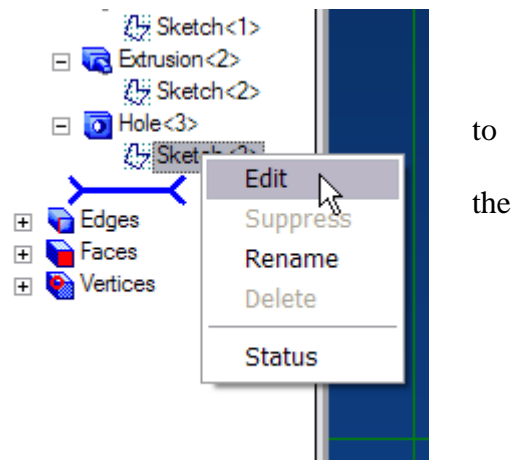 Sketch<1>
Extrusion<2>
Sketch<2>
Hole<3>
to
Edit
the
Edges
Suppress
Faces
Rename
Vertices
Delete
Status